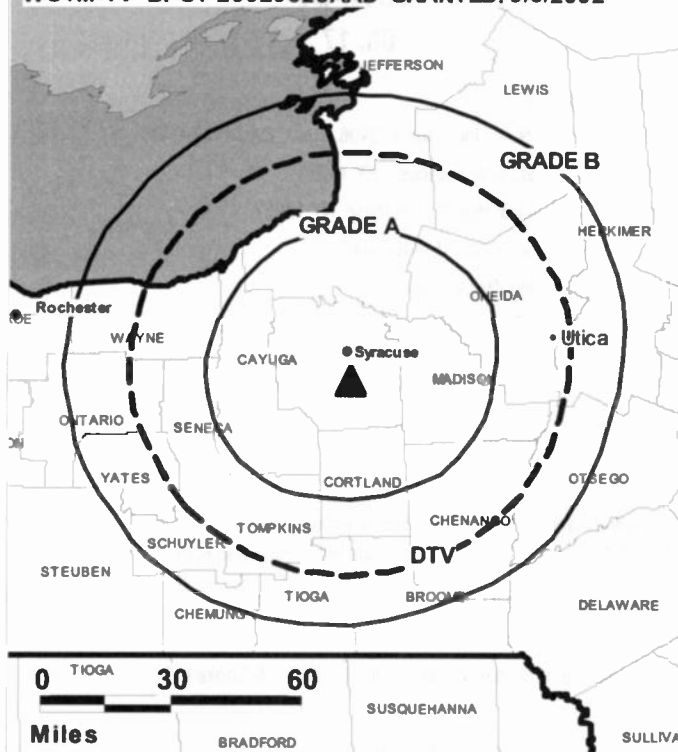 JEFFERSON
LEWIS
GRADE B
GRADE A
HERKIMER
ONEIDA
Rochester
WAYNE
Utica
CAYUGA
Syracuse
MADISON
ONTARIO
SENECA
YATES
CORTLAND
OTSEGO
CHENANGO
TOMPKINS
SCHUYLER
DTV
STEUBEN
TIOGA
BROOME
CHEMUNG
DELAWARE
TIOGA
0 30 60
SUSQUEHANNA
Miles
BRADFORD
SULLIVA